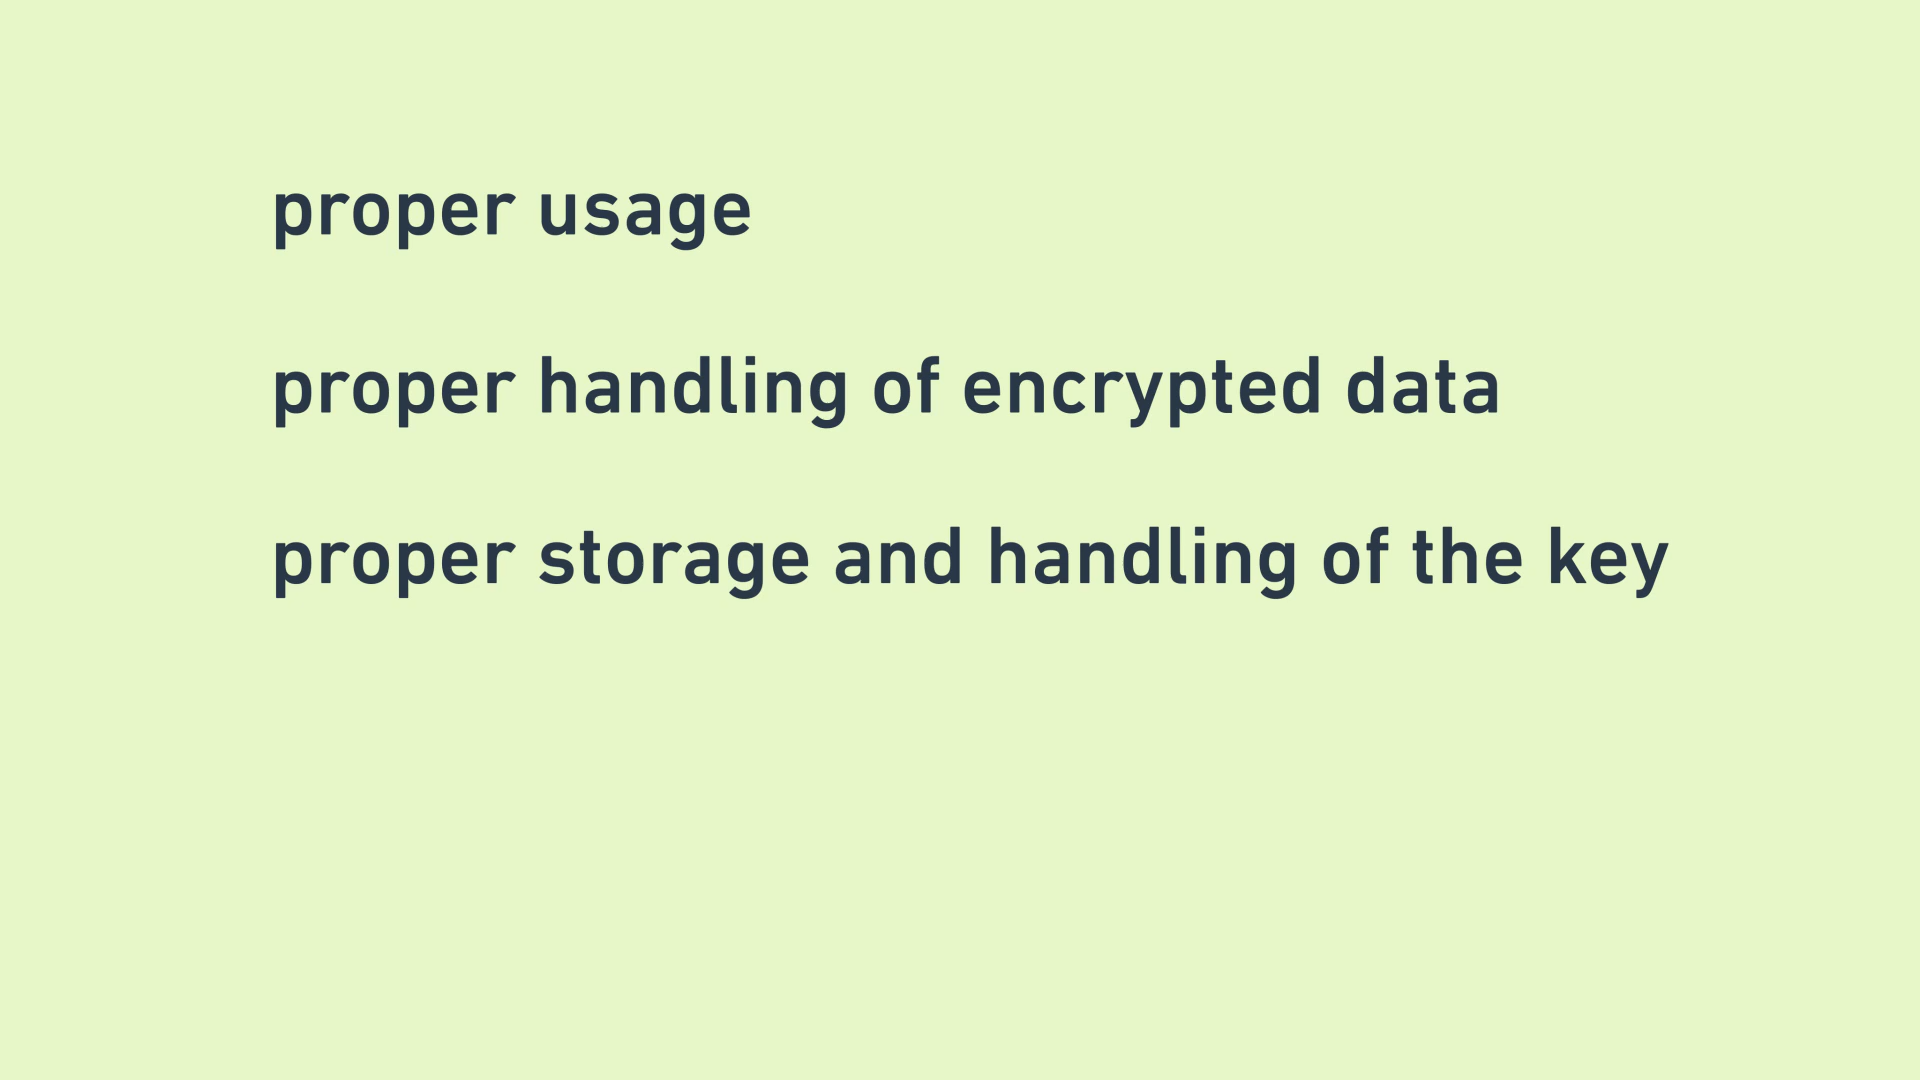 proper usage
proper handling of encrypted data
proper storage and handling of the key